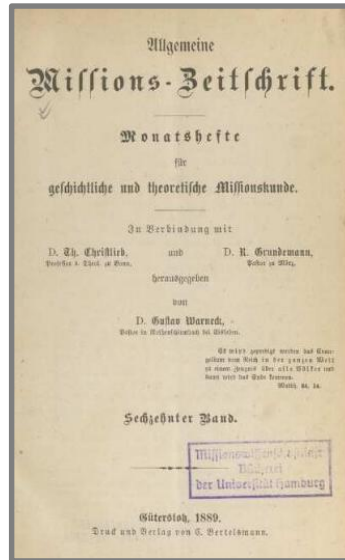 Allgemeine
Missions-Zeitschrift.
Monatshefte
für
geschichtliche und theoretische Missionskunde.
In Verbindung mit
D. Th. Christlieb, und D. R. Grundemann,
Professor d. Theol. zu Bonn. Pastor zu Mörz.
herausgegeben
von
D. Gustav Warneck,
Pastor in Rothenschirmbach bei Eisleben.
Es wird gepredigt werden das Evan-
gelium vom Reich in der ganzen Welt
zu einem Zeugnis über alle Völker und
dann wird das Ende kommen.
Matth. 24, 14.
Sechzehnter Band.
Missionswissenschaftliche
Bücherei
der Universität Hamburg
Gütersloh, 1889.
Druck und Verlag von C. Bertelsmann.